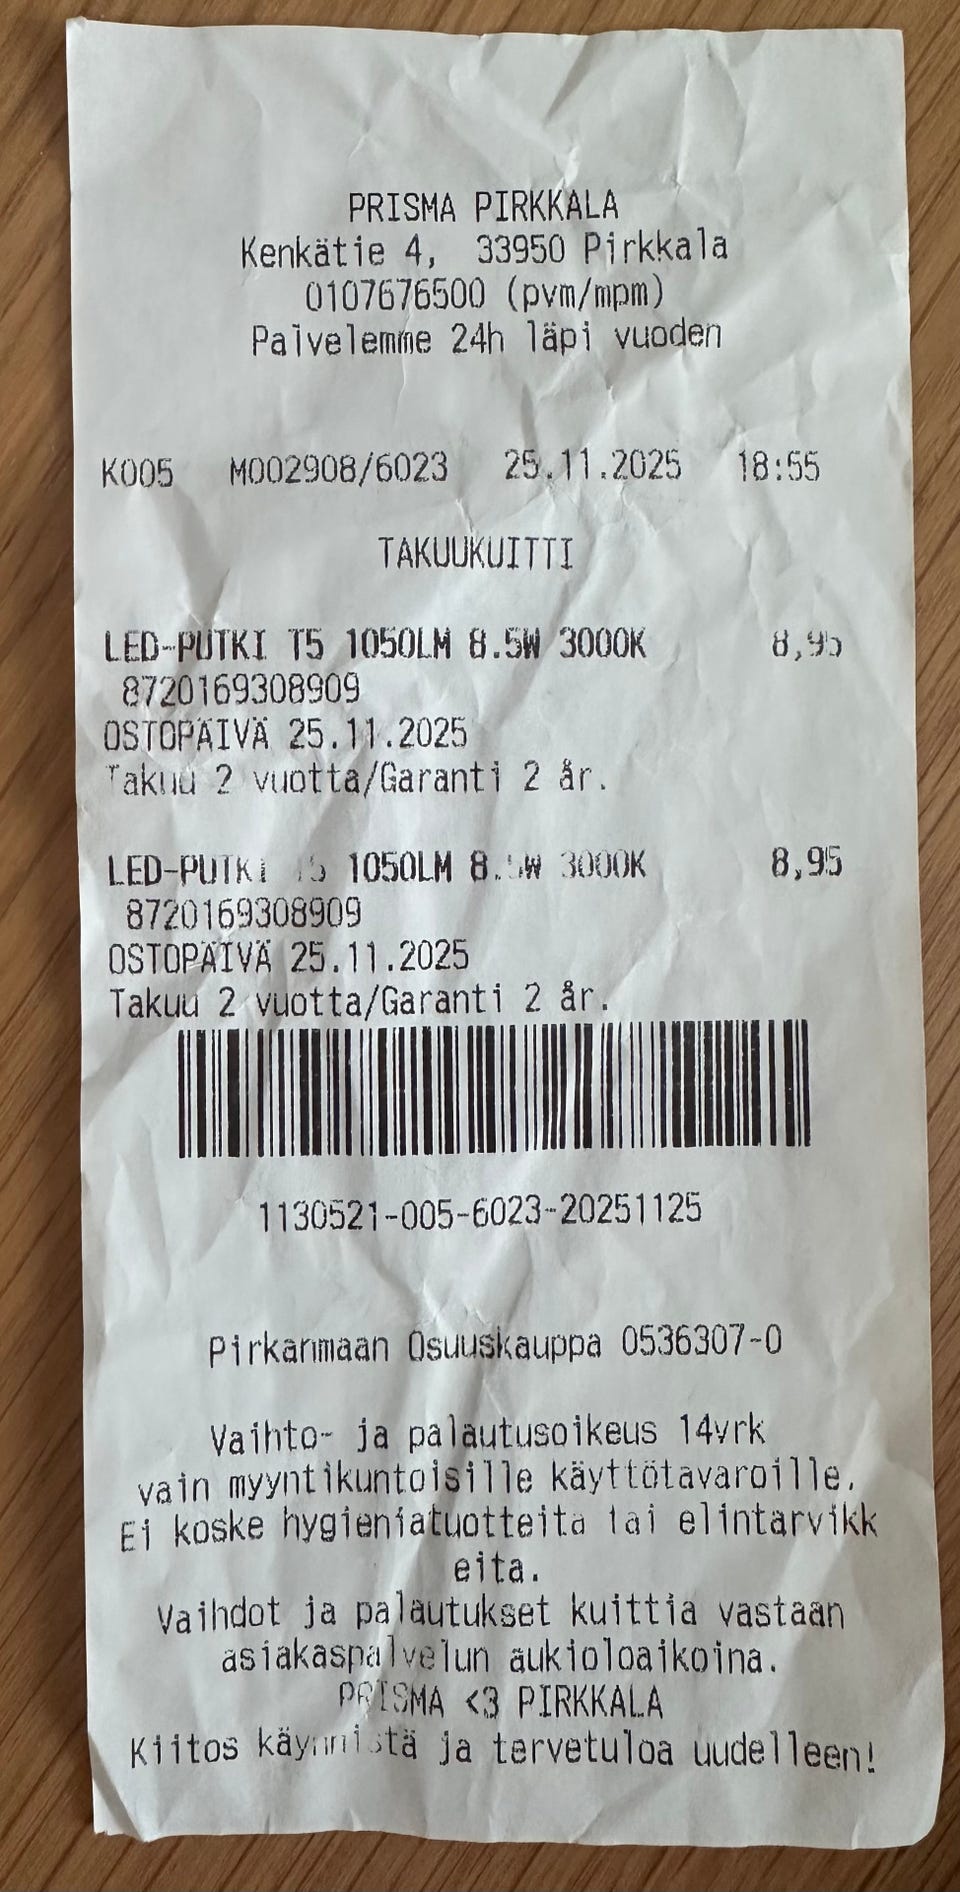 PRISMA PIRKKALA
Kenkätie 4, 33950 Pirkkala
0107676500 (pvm/mpm)
Palvelemme 24h läpi vuoden
K005 M002908/6023 25.11.2025 18:55
TAKUUKUITTI
LED-PUTKI T5 1050LM 8.5W 3000K 8,95
8720169308909
OSTOPÄIVÄ 25.11.2025
Takuu 2 vuotta/Garanti 2 år.
LED-PUTKI T5 1050LM 8.5W 3000K 8,95
8720169308909
OSTOPÄIVÄ 25.11.2025
Takuu 2 vuotta/Garanti 2 år.
1130521-005-6023-20251125
Pirkanmaan Osuuskauppa 0536307-0
Vaihto- ja palautusoikeus 14vrk
vain myyntikuntoisille käyttötavaroille.
Ei koske hygieniatuotteita tai elintarvikk
eita.
Vaihdot ja palautukset kuittia vastaan
asiakaspalvelun aukioloaikoina.
PRISMA <3 PIRKKALA
Kiitos käynnistä ja tervetuloa uudelleen!